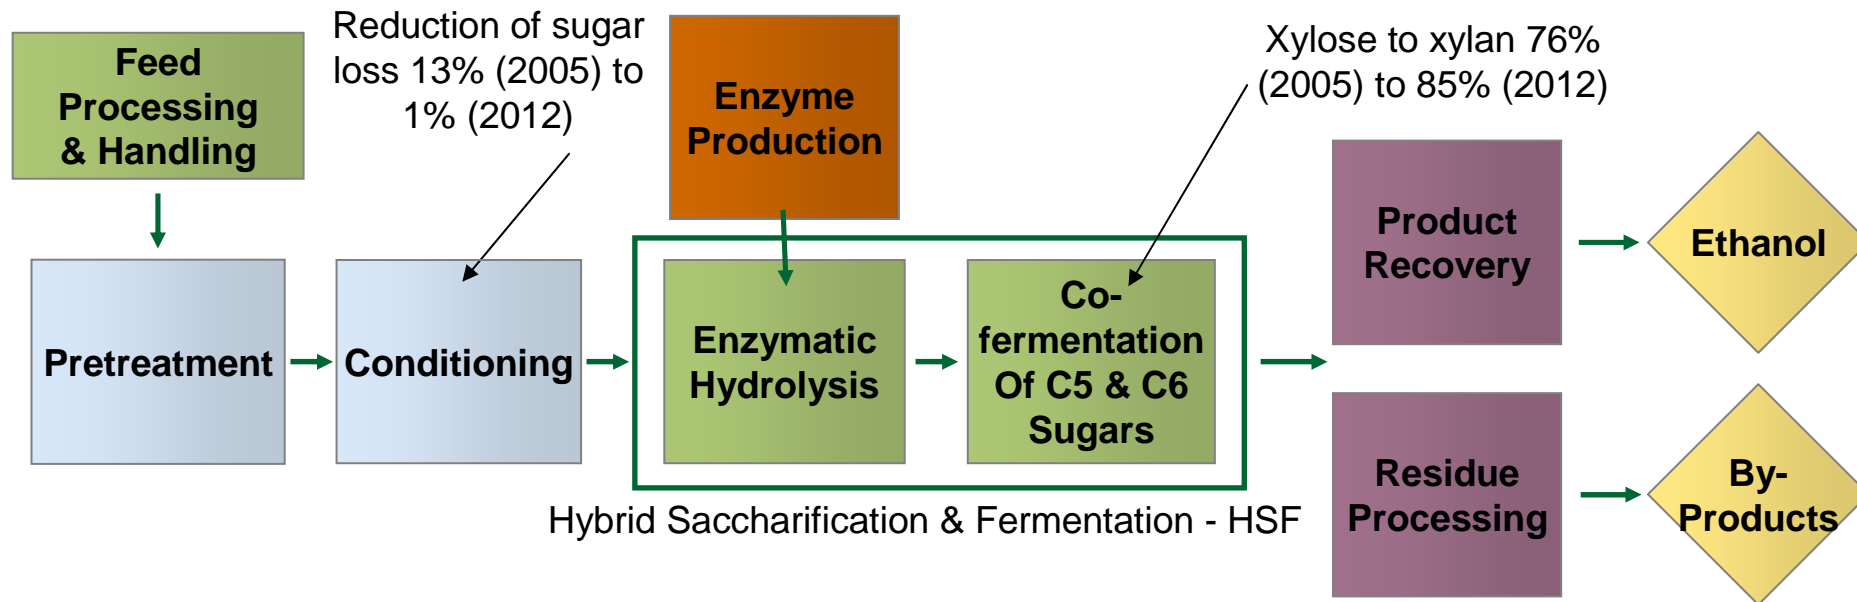 Feed
Processing
& Handling
Reduction of sugar
loss 13% (2005) to
1% (2012)
Enzyme
Production
Xylose to xylan 76%
(2005) to 85% (2012)
Pretreatment
Conditioning
Enzymatic
Hydrolysis
Co-
fermentation
Of C5 & C6
Sugars
Hybrid Saccharification & Fermentation - HSF
Product
Recovery
Ethanol
Residue
Processing
By-
Products